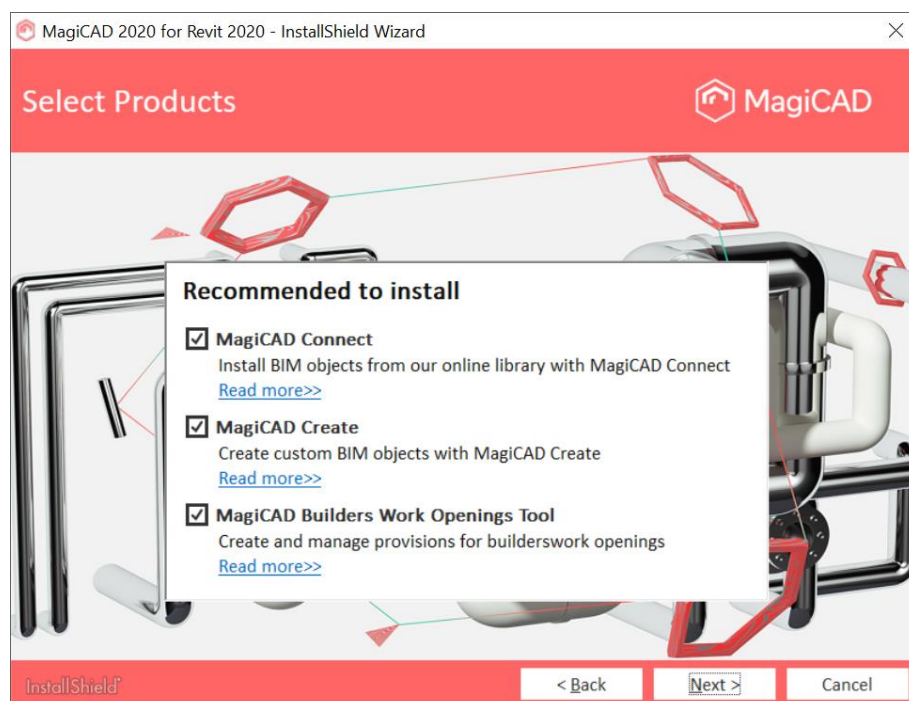 MagiCAD 2020 for Revit 2020 - InstallShield Wizard
Select Products
MagiCAD
Recommended to install
MagiCAD Connect
Install BIM objects from our online library with MagiCAD Connect
Read more>>
MagiCAD Create
Create custom BIM objects with MagiCAD Create
Read more>>
MagiCAD Builders Work Openings Tool
Create and manage provisions for builderswork openings
Read more>>
InstallShield
< Back
Next >
Cancel